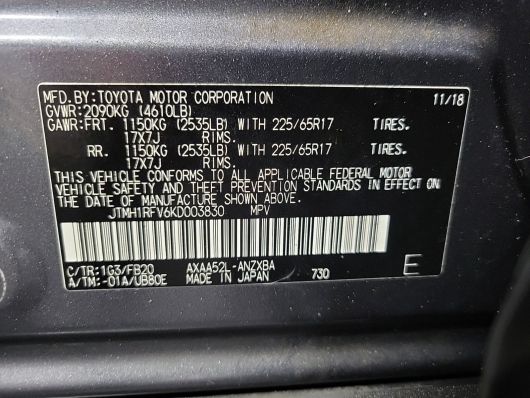 MFD.BY:TOYOTA MOTOR CORPORATION 11/18
GVWR:2090KG (4610LB)
GAWR:FRT. 1150KG (2535LB) WITH 225/65R17 TIRES.
17X7J RIMS.
RR. 1150KG (2535LB) WITH 225/65R17 TIRES.
17X7J RIMS.
THIS VEHICLE CONFORMS TO ALL APPLICABLE FEDERAL MOTOR
VEHICLE SAFETY AND THEFT PREVENTION STANDARDS IN EFFECT ON
THE DATE OF MANUFACTURE SHOWN ABOVE.
JTMH1RFV6KD003830 MPV
C/TR:1G3/FB20 AXAA52L-ANZXBA
A/TM:-01A/UB80E MADE IN JAPAN 730 E